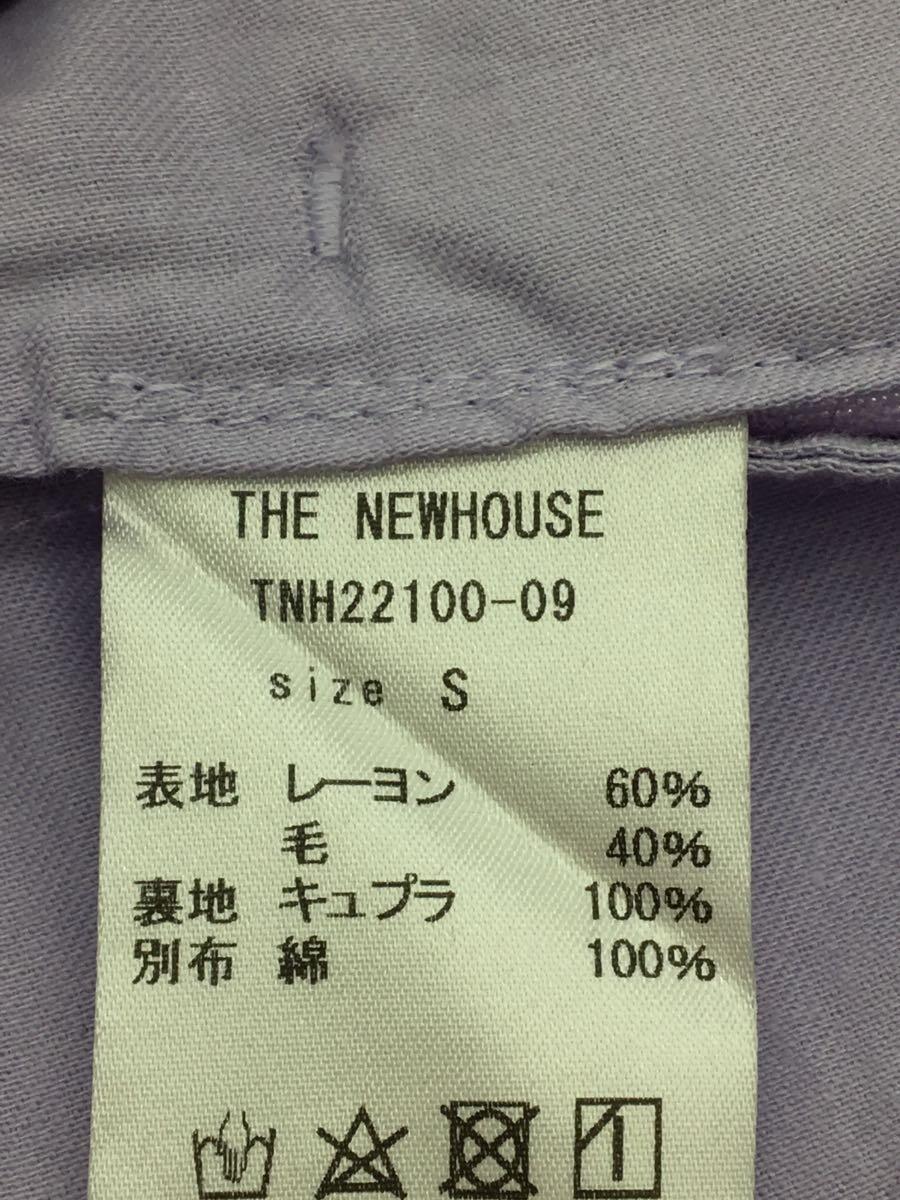 THE NEWHOUSE
TNH22100-09
size S
表地 レーヨン 60%
毛 40%
裏地 キュプラ 100%
別布 綿 100%